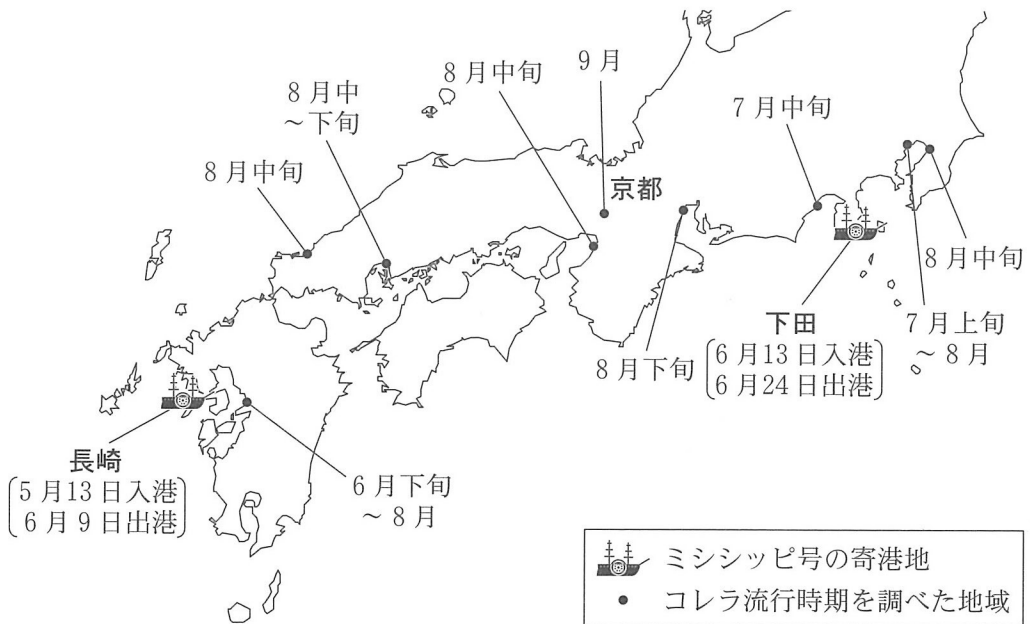 9月
8月中旬
8月中
~下旬
7月中旬
8月中旬
京都
8月中旬
下田
6月13日入港
6月24日出港
7月上旬
~8月
8月下旬
長崎
5月13日入港
6月9日出港
6月下旬
~8月
ミシシッピ号の寄港地
コレラ流行時期を調べた地域